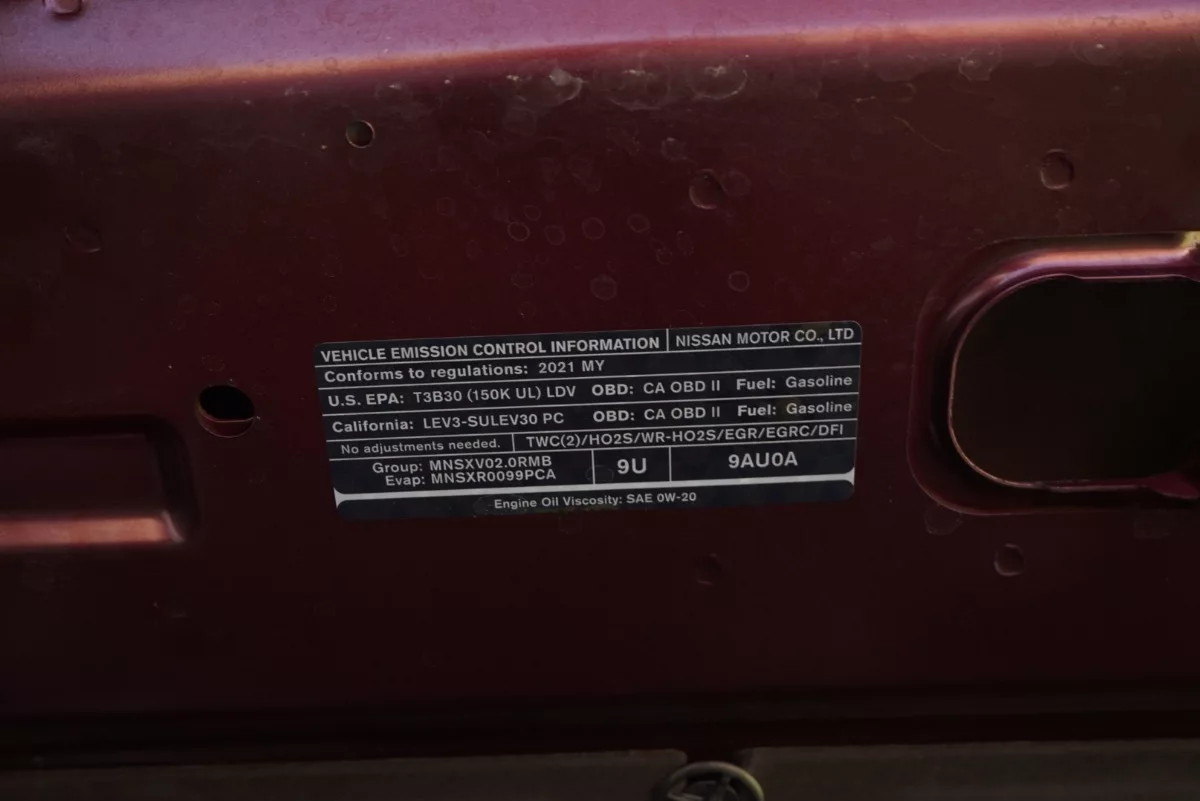 VEHICLE EMISSION CONTROL INFORMATION NISSAN MOTOR CO., LTD
Conforms to regulations: 2021 MY
U.S. EPA: T3B30 (150K UL) LDV OBD: CA OBD II Fuel: Gasoline
California: LEV3-SULEV30 PC OBD: CA OBD II Fuel: Gasoline
No adjustments needed. TWC(2)/HO2S/WR-HO2S/EGR/EGRC/DFI
Group: MNSXV02.0RMB
Evap: MNSXR0099PCA
9U
9AU0A
Engine Oil Viscosity: SAE 0W-20